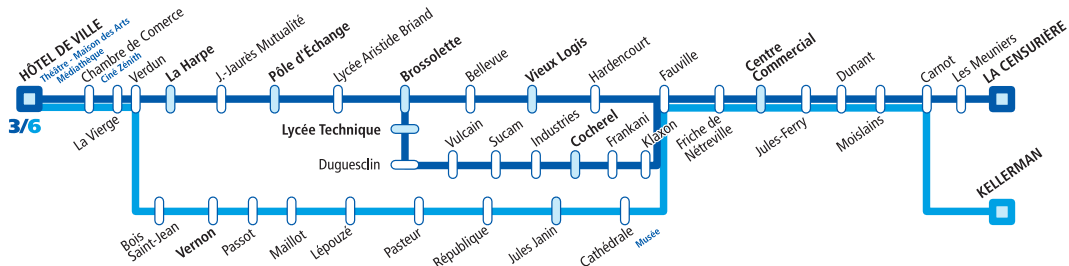 HÔTEL DE VILLE
Théâtre - Maison des Arts
Médiathèque
Chambre de Comerce
Ciné Zénith
Verdun
La Harpe
J.-Jaurès Mutualité
Pôle d'Échange
Lycée Aristide Briand
Brossolette
Bellevue
Vieux Logis
Hardencourt
Fauville
Centre
Commercial
Dunant
Carnot
Les Meuniers
LA CENSURIÈRE
3/6
La Vierge
Lycée Technique
Duguesclin
Vulcain
Sucam
Industries
Cocherel
Frankani
Klaxon
Friche de
Nétreville
Jules-Ferry
Moislains
KELLERMAN
Bois
Saint-Jean
Vernon
Passot
Maillot
Lépouzé
Pasteur
République
Jules Janin
Cathédrale
Musée